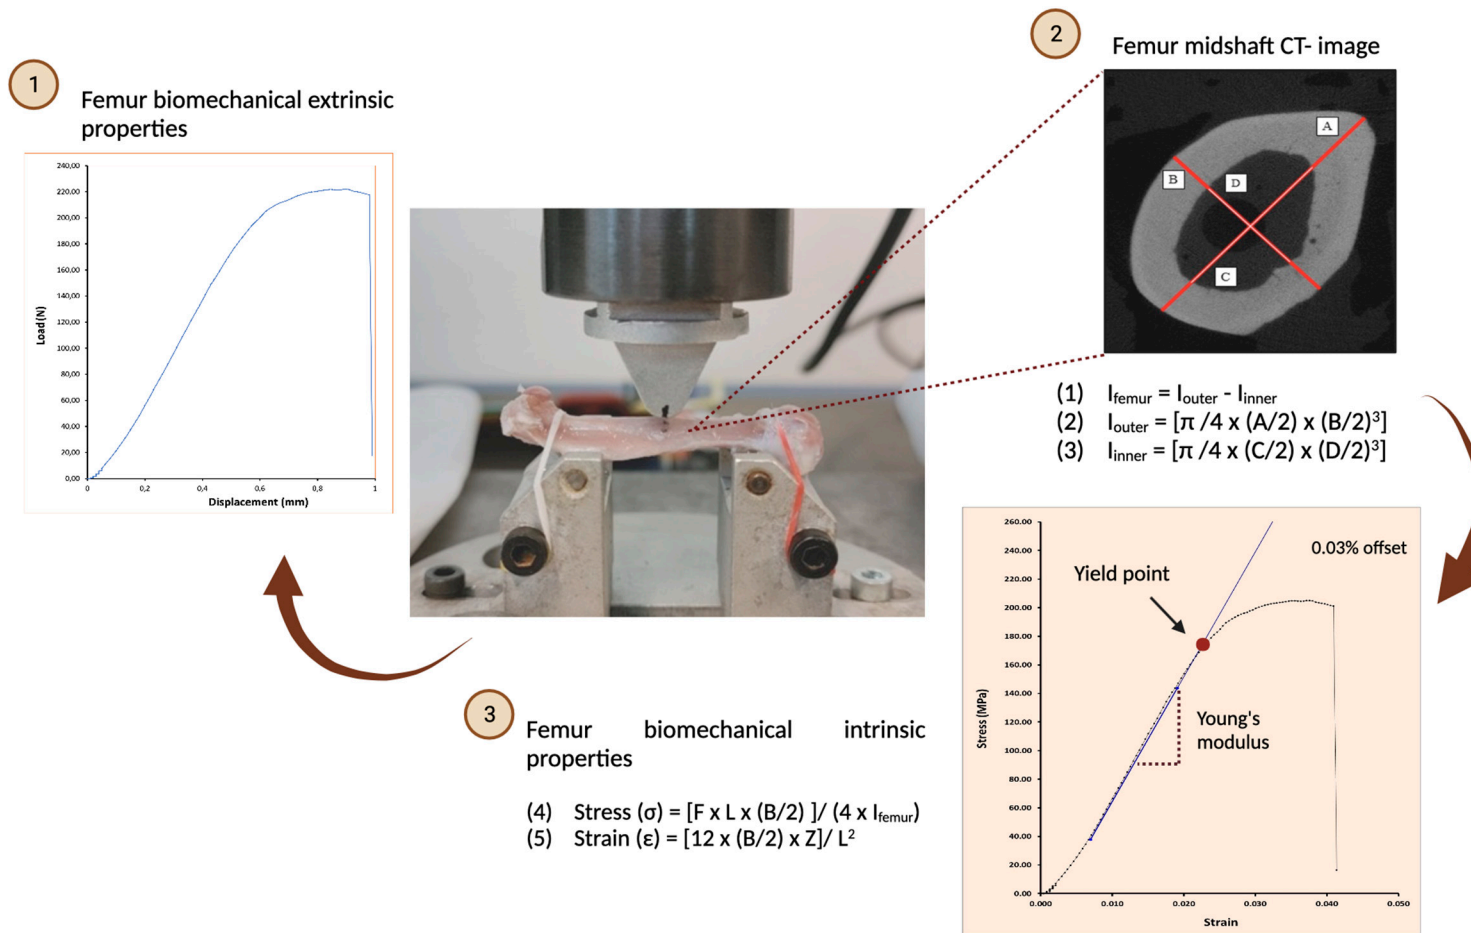 1
Femur biomechanical extrinsic
properties
240,00
220,00
200,00
180,00
160,00
140,00
120,00
100,00
80,00
60,00
40,00
20,00
0,00
Load(N)
0 0,2 0,4 0,6 0,8 1
Displacement (mm)
2
Femur midshaft CT- image
A
B
D
C
(1) I_femur = I_outer - I_inner
(2) I_outer = [π /4 x (A/2) x (B/2)³]
(3) I_inner = [π /4 x (C/2) x (D/2)³]
3
Femur biomechanical intrinsic
properties
(4) Stress (σ) = [F x L x (B/2) ]/ (4 x I_femur)
(5) Strain (ε) = [12 x (B/2) x Z]/ L²
260.00
240.00
220.00
200.00
180.00
160.00
140.00
120.00
100.00
80.00
60.00
40.00
20.00
0.00
Stress (MPa)
0.03% offset
Yield point
Young's
modulus
0.000 0.010 0.020 0.030 0.040 0.050
Strain